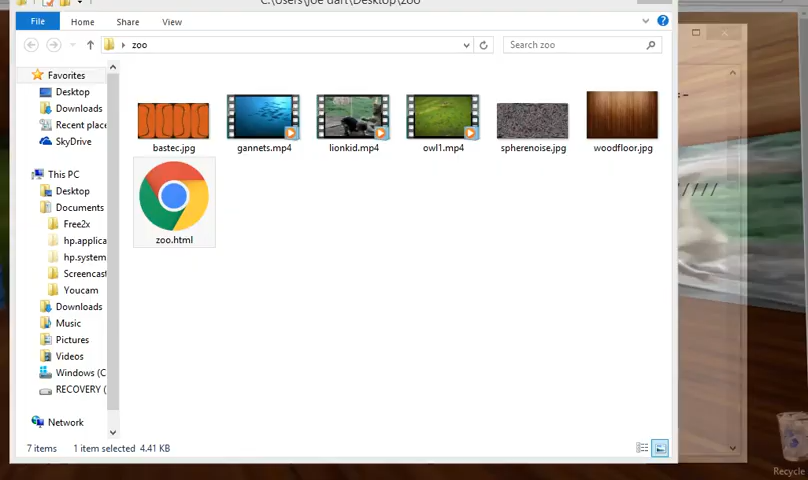 C:\Users\joe dart\Desktop\zoo
File Home Share View
zoo
Search zoo
Favorites
Desktop
Downloads
Recent place
SkyDrive
This PC
Desktop
Documents
Free2x
hp.applica
hp.system
Screencast
Youcam
Downloads
Music
Pictures
Videos
Windows (C
RECOVERY (
Network
bastec.jpg gannets.mp4 lionkid.mp4 owl1.mp4 spherenoise.jpg woodfloor.jpg
zoo.html
7 items 1 item selected 4.41 KB
Recycle